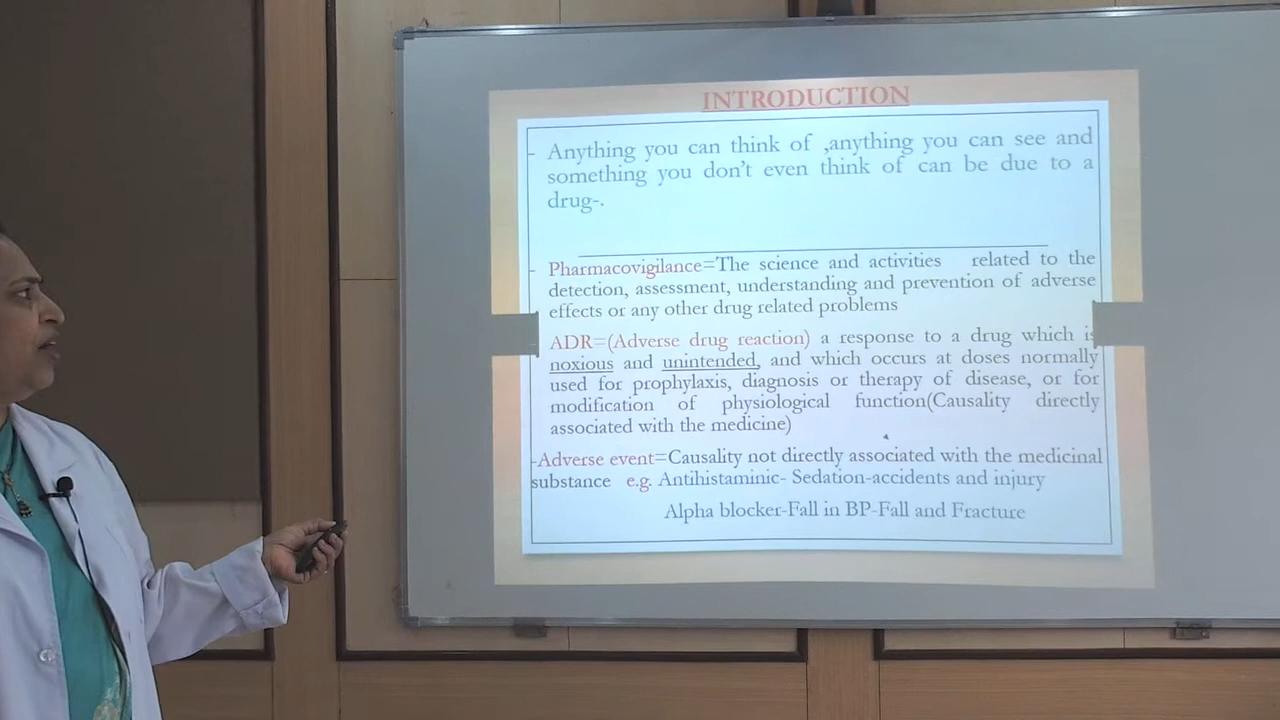 INTRODUCTION
- Anything you can think of ,anything you can see and
something you don't even think of can be due to a
drug-.
- Pharmacovigilance=The science and activities related to the
detection, assessment, understanding and prevention of adverse
effects or any other drug related problems
ADR=(Adverse drug reaction) a response to a drug which is
noxious and unintended, and which occurs at doses normally
used for prophylaxis, diagnosis or therapy of disease, or for
modification of physiological function(Causality directly
associated with the medicine)
-Adverse event=Causality not directly associated with the medicinal
substance e.g. Antihistaminic- Sedation-accidents and injury
Alpha blocker-Fall in BP-Fall and Fracture